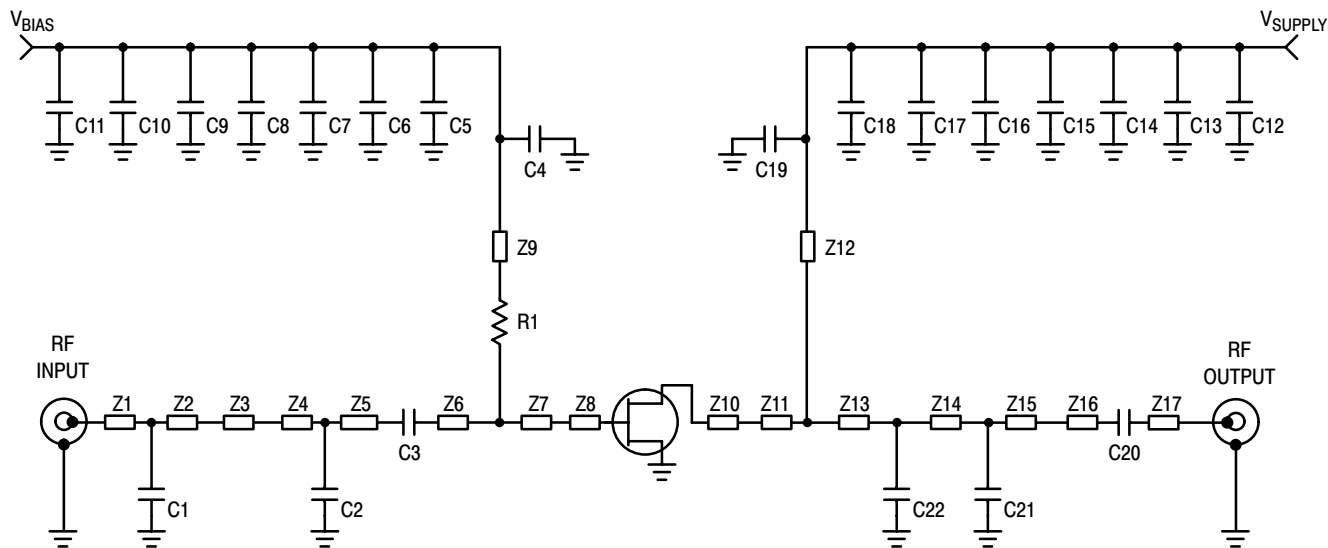 VBIAS
VSUPPLY
C11 C10 C9 C8 C7 C6 C5
C18 C17 C16 C15 C14 C13 C12
C4
C19
Z9
Z12
R1
RF
INPUT
RF
OUTPUT
Z1 Z2 Z3 Z4 Z5 Z6 Z7 Z8 Z10 Z11 Z13 Z14 Z15 Z16 Z17
C3
C20
C1
C2
C22
C21